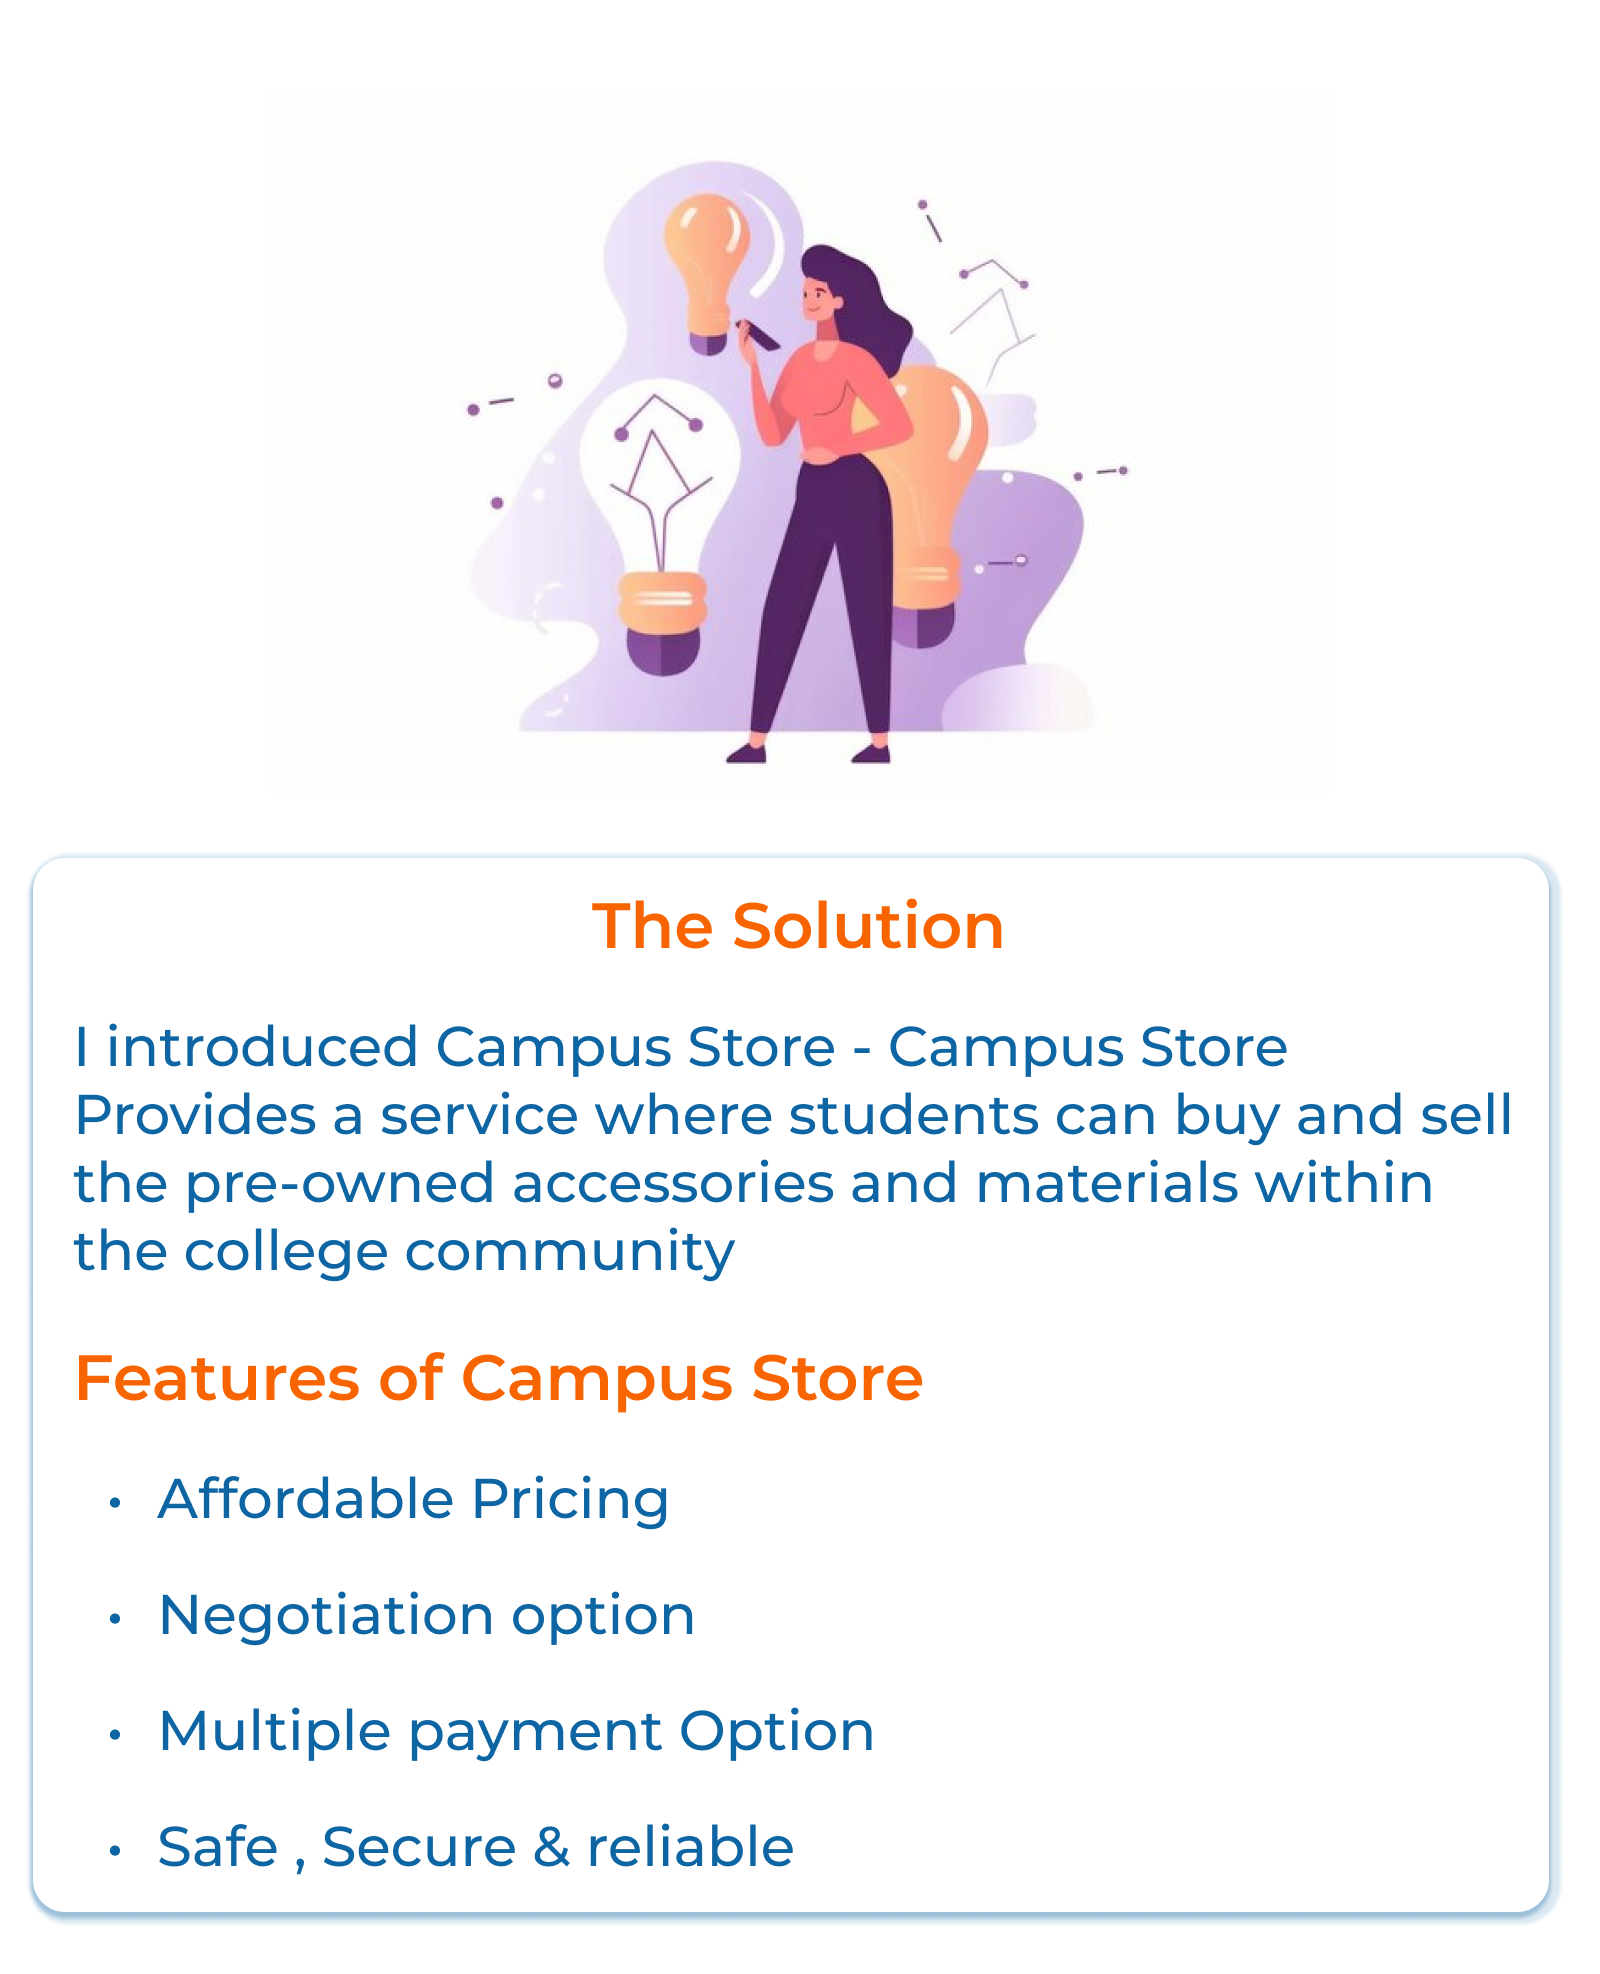 The Solution
I introduced Campus Store - Campus Store
Provides a service where students can buy and sell
the pre-owned accessories and materials within
the college community
Features of Campus Store
• Affordable Pricing
• Negotiation option
• Multiple payment Option
• Safe , Secure & reliable